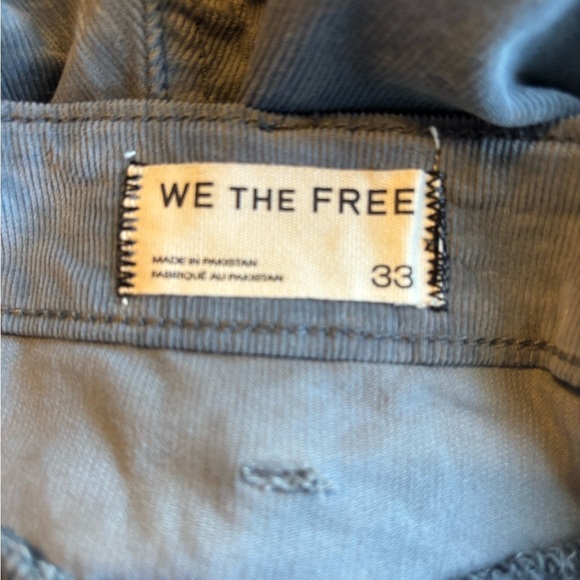 WE THE FREE
MADE IN PAKISTAN
FABRIQUÉ AU PAKISTAN
33